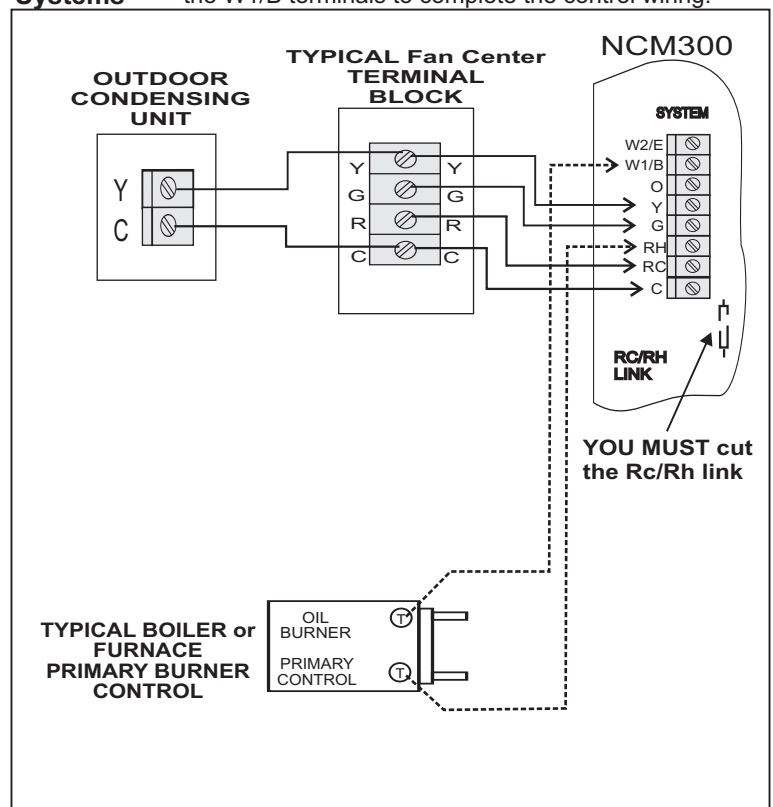 Systems the W1/B terminals to complete the control wiring.
NCM300
TYPICAL Fan Center
TERMINAL
BLOCK
OUTDOOR
CONDENSING
UNIT
SYSTEM
W2/E
W1/B
O
Y
G
RH
RC
C
Y
C
Y Y
G G
R R
C C
RC/RH
LINK
YOU MUST cut
the Rc/Rh link
TYPICAL BOILER or
FURNACE
PRIMARY BURNER
CONTROL
OIL
BURNER
T
PRIMARY
CONTROL
T